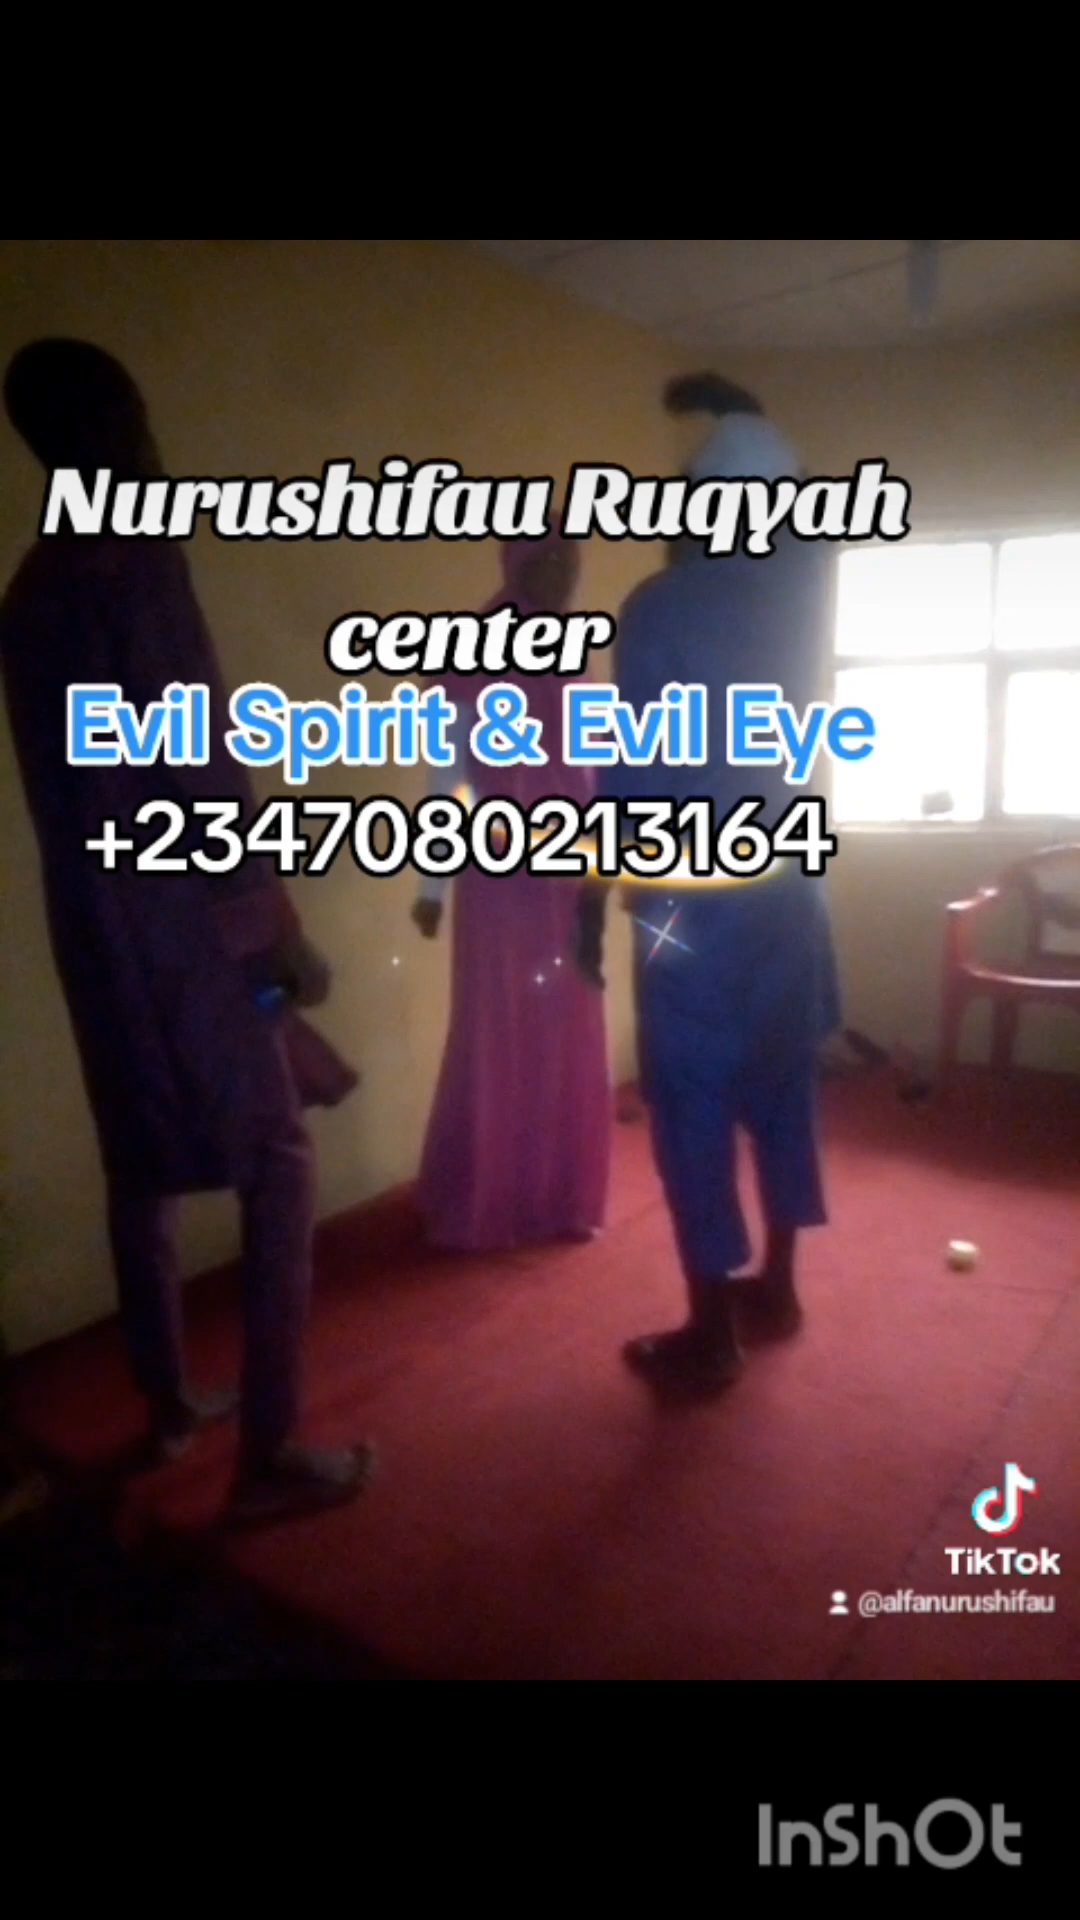 Nurushifau Ruqyah
center
Evil Spirit & Evil Eye
+2347080213164
TikTok
@alfanurushifau
InShOt